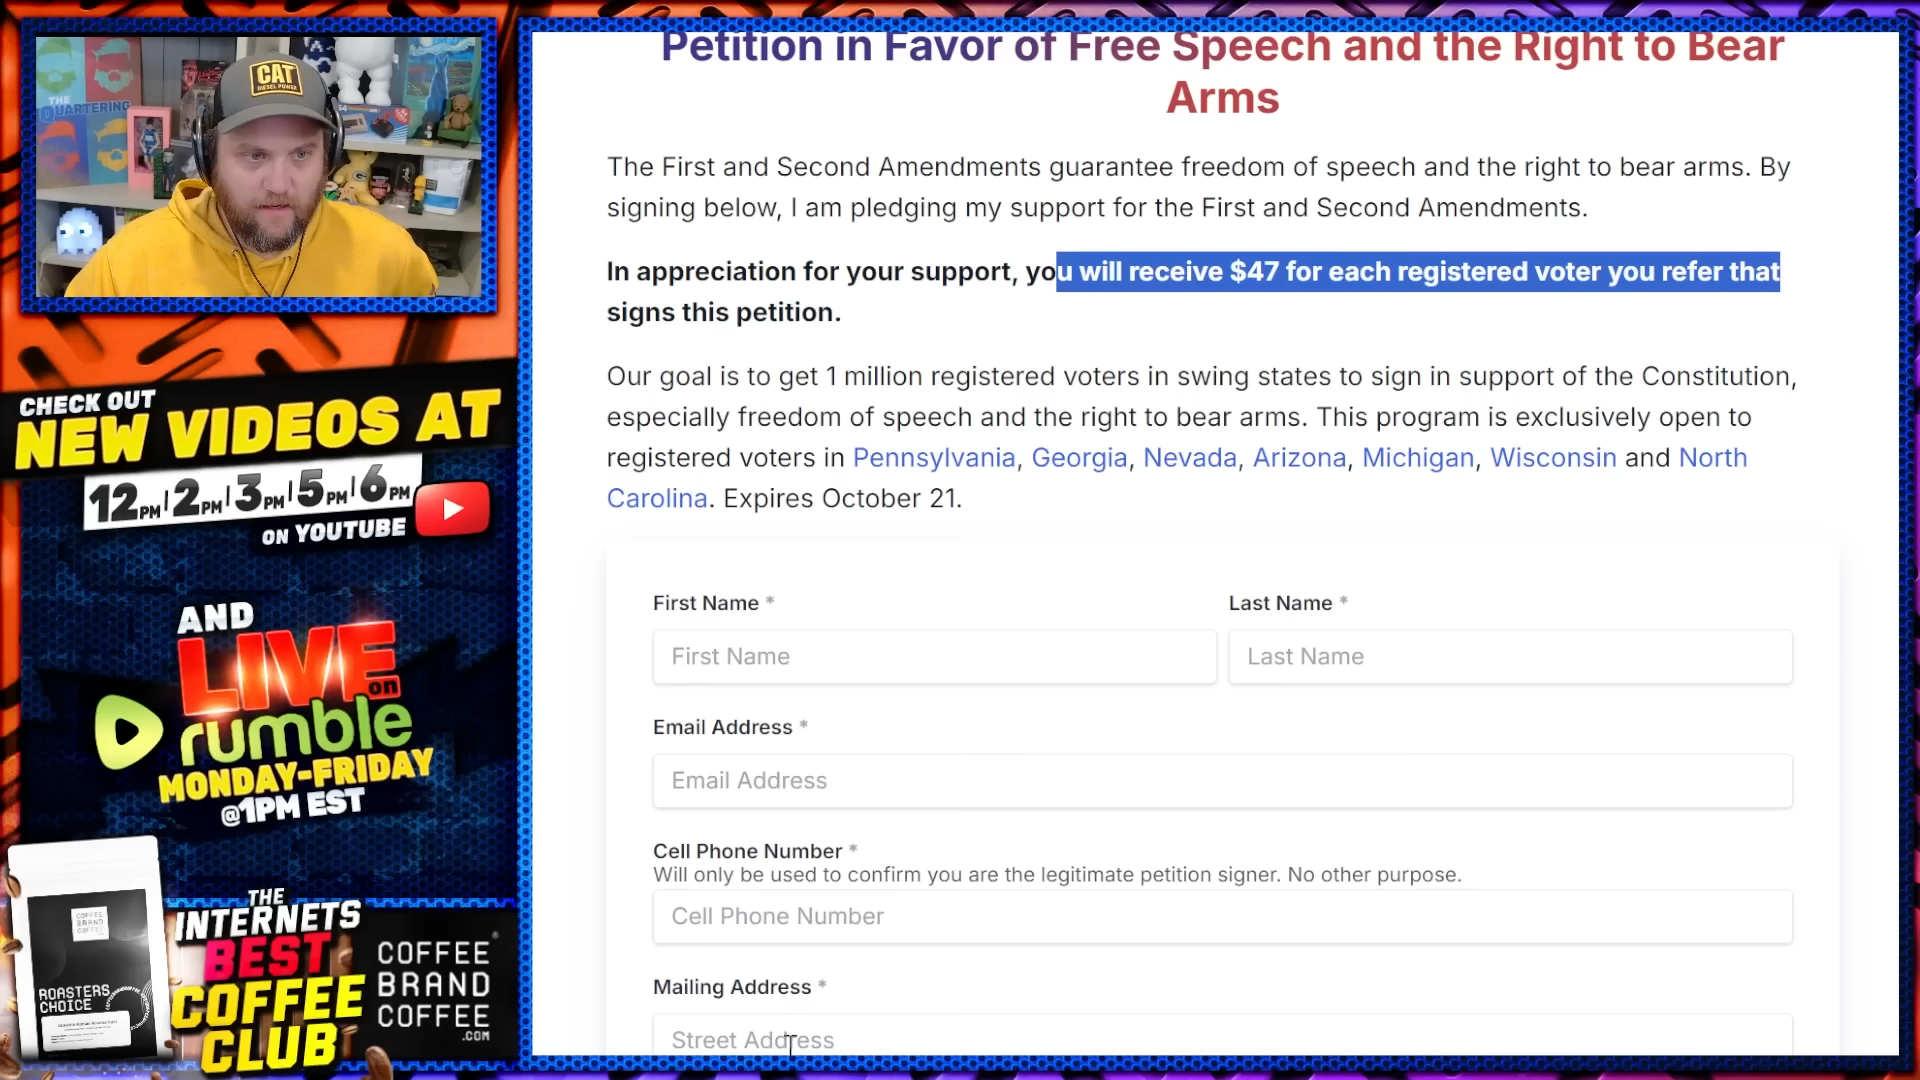 THE
QUARTERING
CAT
DIESEL POWER
CHECK OUT
NEW VIDEOS AT
12PM | 2PM | 3PM | 5PM | 6PM
ON YOUTUBE
AND
LIVE
on
rumble
MONDAY-FRIDAY
@1PM EST
COFFEE
BRAND
COFFEE
ROASTERS
CHOICE
THE
INTERNETS
BEST
COFFEE
CLUB
COFFEE
BRAND
COFFEE
.COM
Petition in Favor of Free Speech and the Right to Bear
Arms
The First and Second Amendments guarantee freedom of speech and the right to bear arms. By
signing below, I am pledging my support for the First and Second Amendments.
In appreciation for your support, you will receive $47 for each registered voter you refer that
signs this petition.
Our goal is to get 1 million registered voters in swing states to sign in support of the Constitution,
especially freedom of speech and the right to bear arms. This program is exclusively open to
registered voters in Pennsylvania, Georgia, Nevada, Arizona, Michigan, Wisconsin and North
Carolina. Expires October 21.
First Name *
Last Name *
First Name
Last Name
Email Address *
Email Address
Cell Phone Number *
Will only be used to confirm you are the legitimate petition signer. No other purpose.
Cell Phone Number
Mailing Address *
Street Address